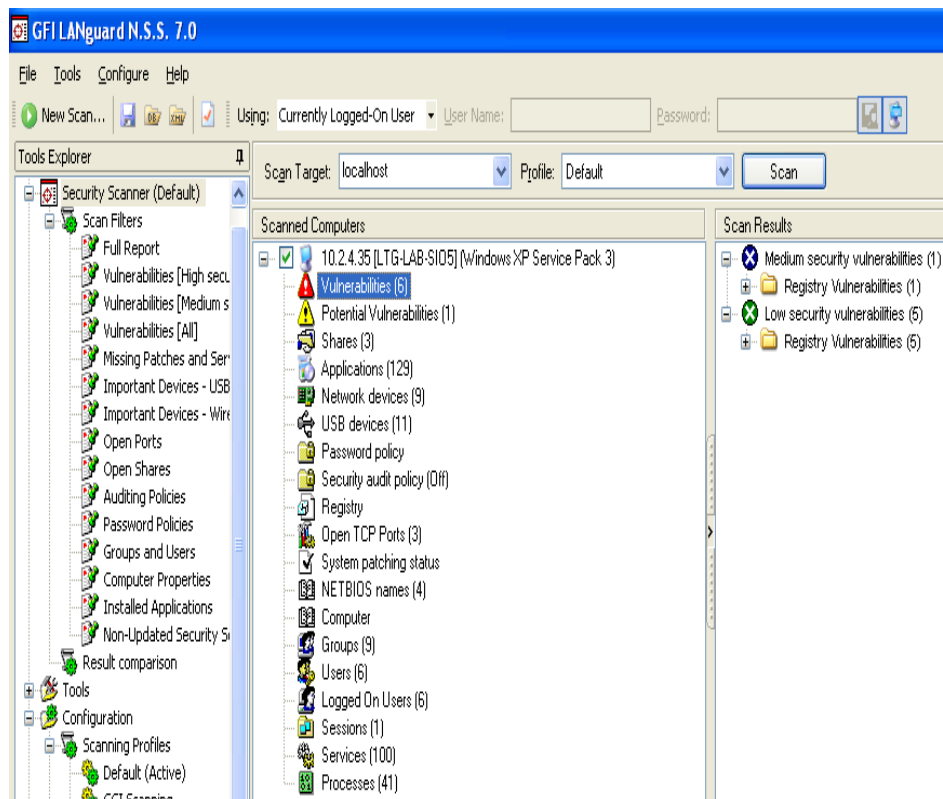 GFI LANguard N.S.S. 7.0
File Tools Configure Help
New Scan... Using: Currently Logged-On User User Name: Password:
Tools Explorer
Security Scanner (Default)
Scan Filters
Full Report
Vulnerabilities [High secu
Vulnerabilities [Medium s
Vulnerabilities [All]
Missing Patches and Ser
Important Devices - USB
Important Devices - Wire
Open Ports
Open Shares
Auditing Policies
Password Policies
Groups and Users
Computer Properties
Installed Applications
Non-Updated Security S
Result comparison
Tools
Configuration
Scanning Profiles
Default (Active)
Scan Target: localhost Profile: Default Scan
Scanned Computers
10.2.4.35 [LTG-LAB-SI05] (Windows XP Service Pack 3)
Vulnerabilities (6)
Potential Vulnerabilities (1)
Shares (3)
Applications (129)
Network devices (9)
USB devices (11)
Password policy
Security audit policy (Off)
Registry
Open TCP Ports (3)
System patching status
NETBIOS names (4)
Computer
Groups (9)
Users (6)
Logged On Users (6)
Sessions (1)
Services (100)
Processes (41)
Scan Results
Medium security vulnerabilities (1)
Registry Vulnerabilities (1)
Low security vulnerabilities (5)
Registry Vulnerabilities (5)